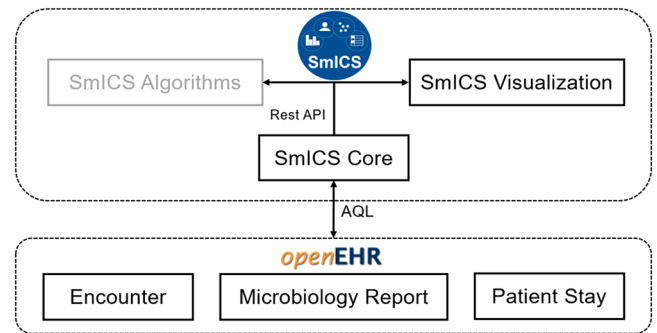 SmICS
SmICS Algorithms
SmICS Visualization
Rest API
SmICS Core
AQL
openEHR
Encounter
Microbiology Report
Patient Stay